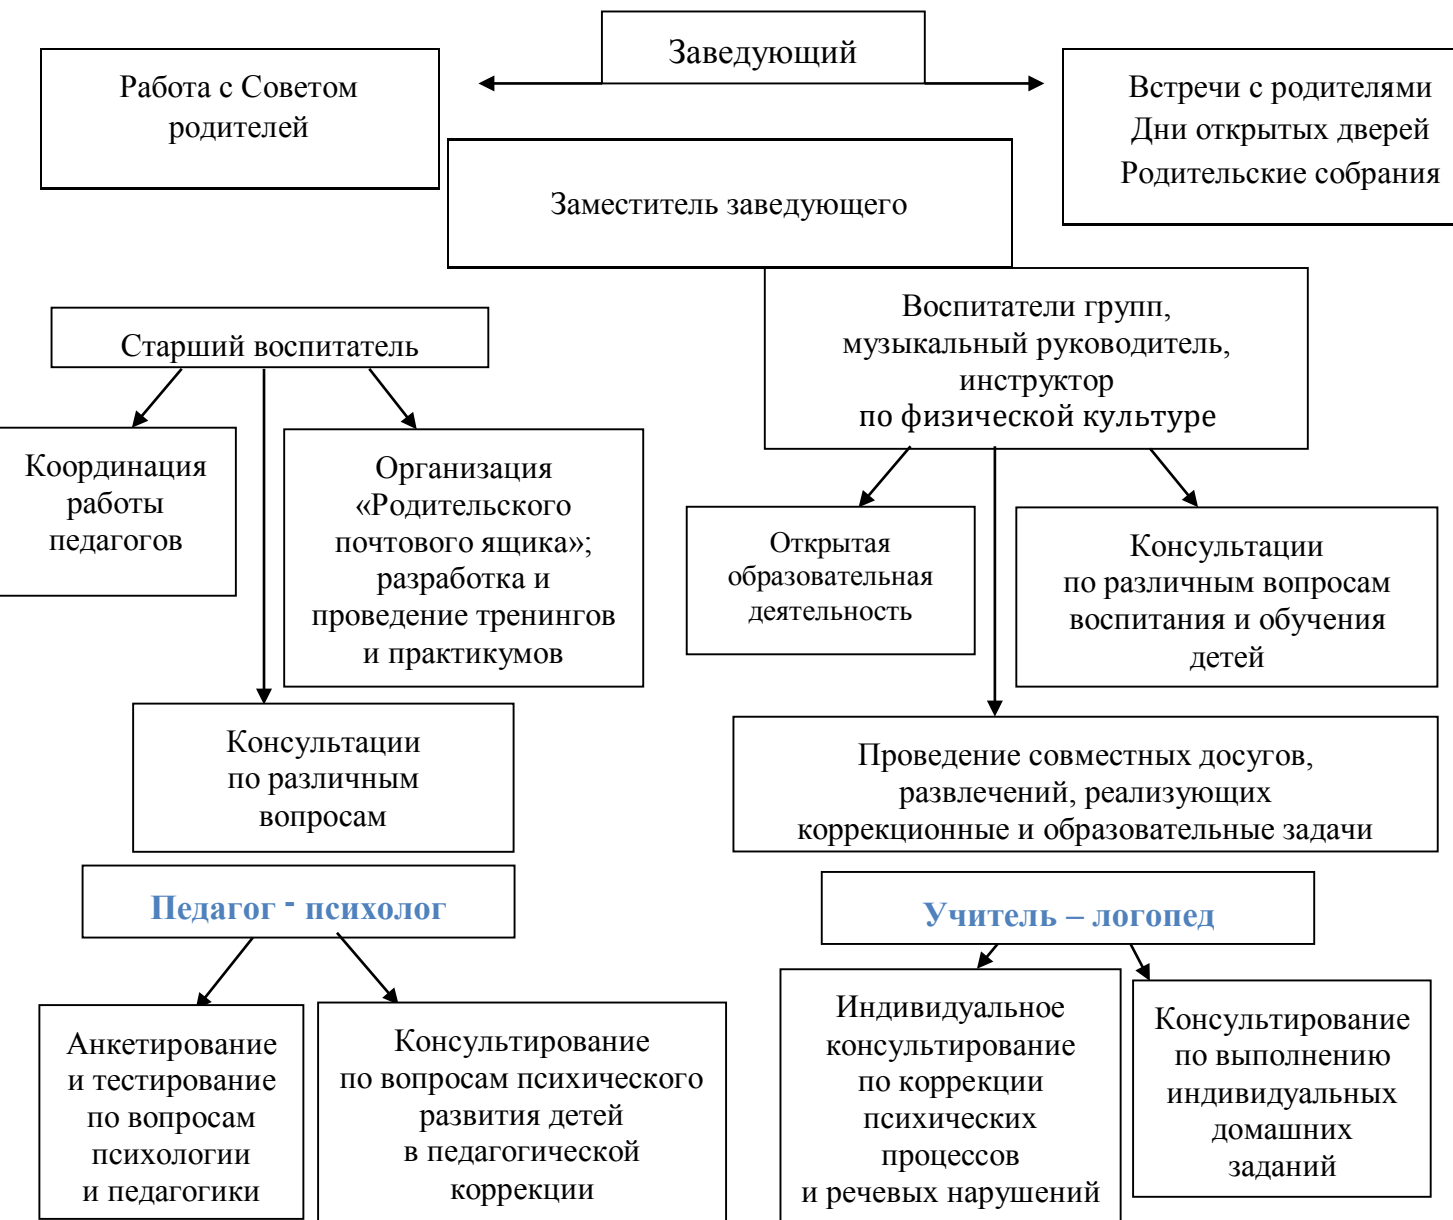 Заведующий
Работа с Советом
родителей
Встречи с родителями
Дни открытых дверей
Родительские собрания
Заместитель заведующего
Старший воспитатель
Воспитатели групп,
музыкальный руководитель,
инструктор
по физической культуре
Координация
работы
педагогов
Организация
«Родительского
почтового ящика»;
разработка и
проведение тренингов
и практикумов
Открытая
образовательная
деятельность
Консультации
по различным вопросам
воспитания и обучения
детей
Консультации
по различным
вопросам
Проведение совместных досугов,
развлечений, реализующих
коррекционные и образовательные задачи
Педагог - психолог
Учитель – логопед
Анкетирование
и тестирование
по вопросам
психологии
и педагогики
Консультирование
по вопросам психического
развития детей
в педагогической
коррекции
Индивидуальное
консультирование
по коррекции
психических
процессов
и речевых нарушений
Консультирование
по выполнению
индивидуальных
домашних
заданий